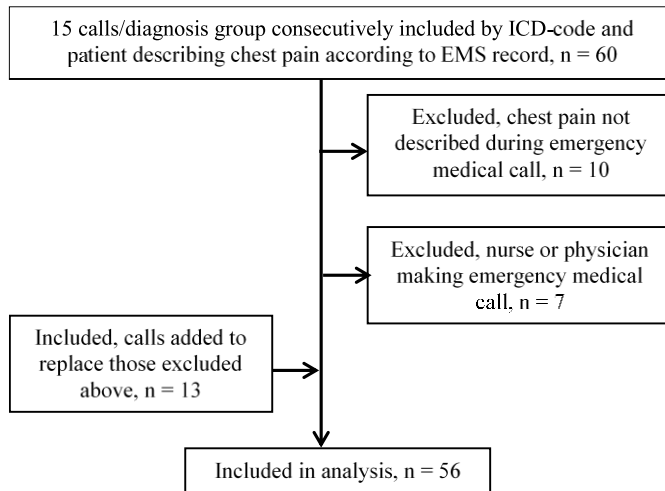 15 calls/diagnosis group consecutively included by ICD-code and
patient describing chest pain according to EMS record, n = 60
Excluded, chest pain not
described during emergency
medical call, n = 10
Excluded, nurse or physician
making emergency medical
call, n = 7
Included, calls added to
replace those excluded
above, n = 13
Included in analysis, n = 56